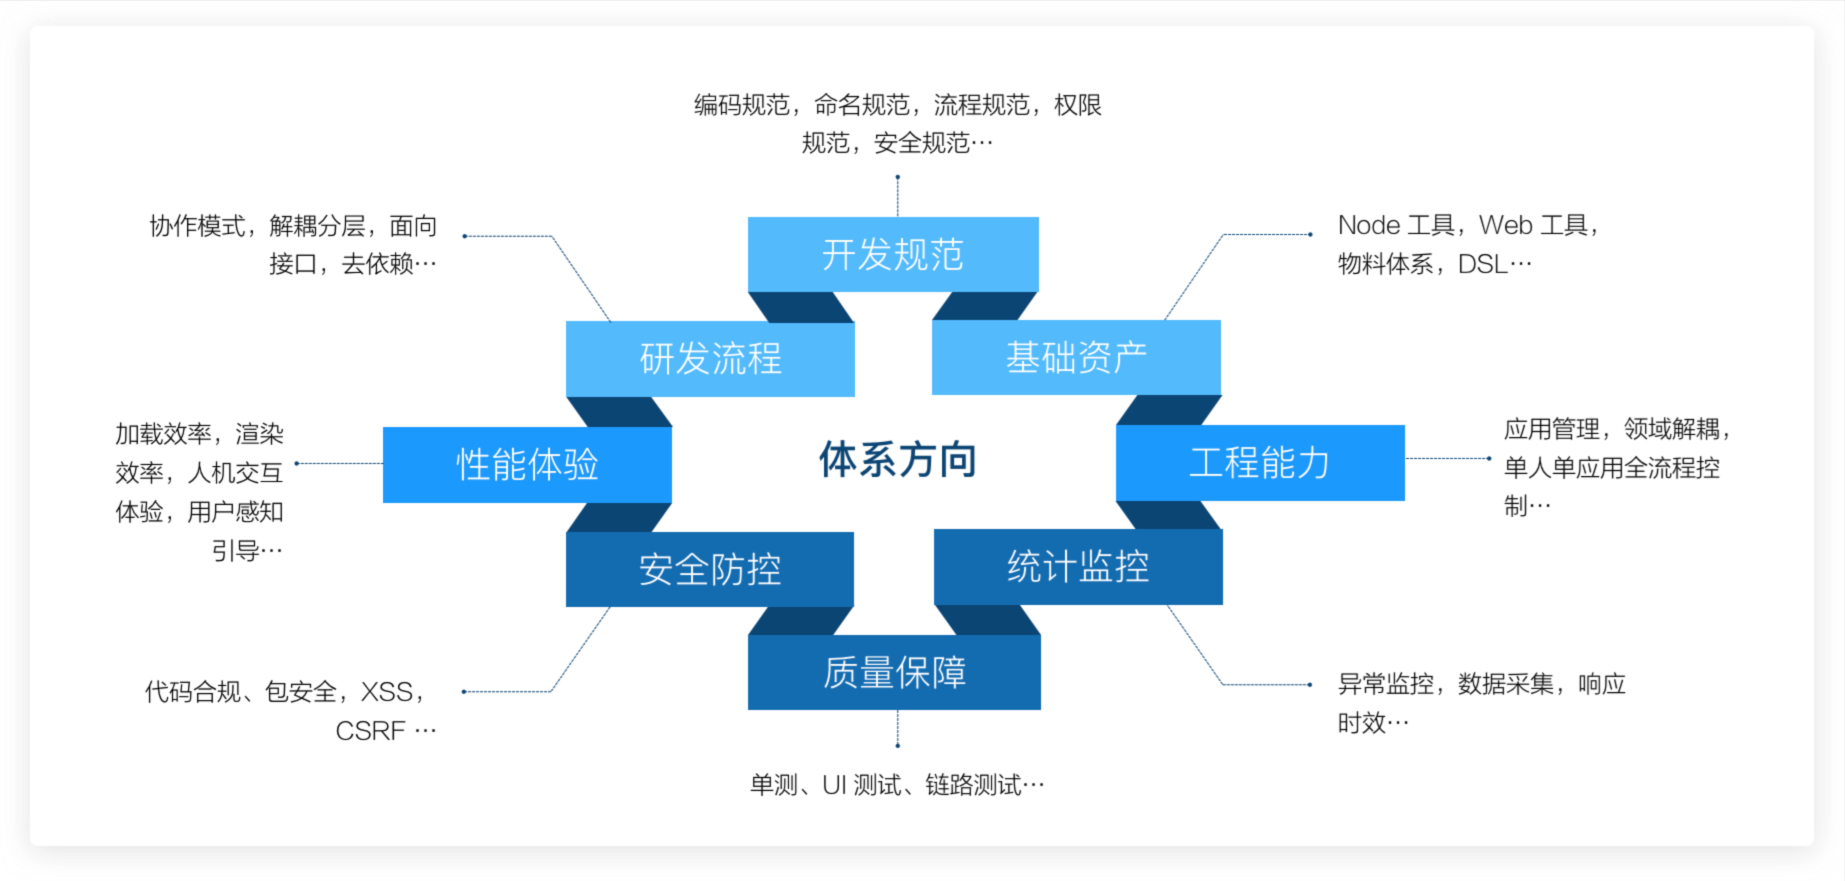 编码规范，命名规范，流程规范，权限
规范，安全规范…
协作模式，解耦分层，面向
接口，去依赖…
Node 工具，Web 工具，
物料体系，DSL…
开发规范
研发流程
基础资产
加载效率，渲染
效率，人机交互
体验，用户感知
引导…
性能体验
体系方向
工程能力
应用管理，领域解耦，
单人单应用全流程控
制…
安全防控
统计监控
质量保障
代码合规、包安全，XSS，
CSRF …
异常监控，数据采集，响应
时效…
单测、UI 测试、链路测试…